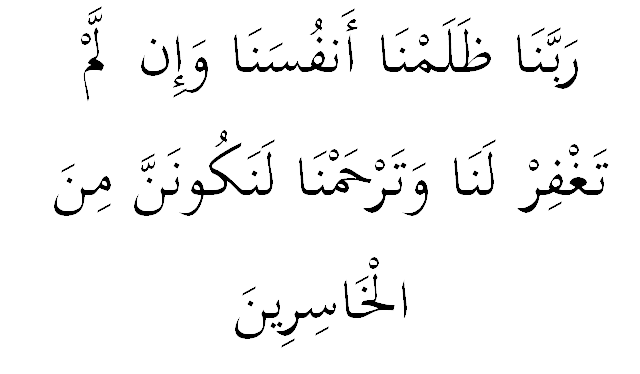 رَبَّنَا ظَلَمْنَا أَنفُسَنَا وَإِن لَّمْ
تَغْفِرْ لَنَا وَتَرْحَمْنَا لَنَكُونَنَّ مِنَ
الْخَاسِرِينَ